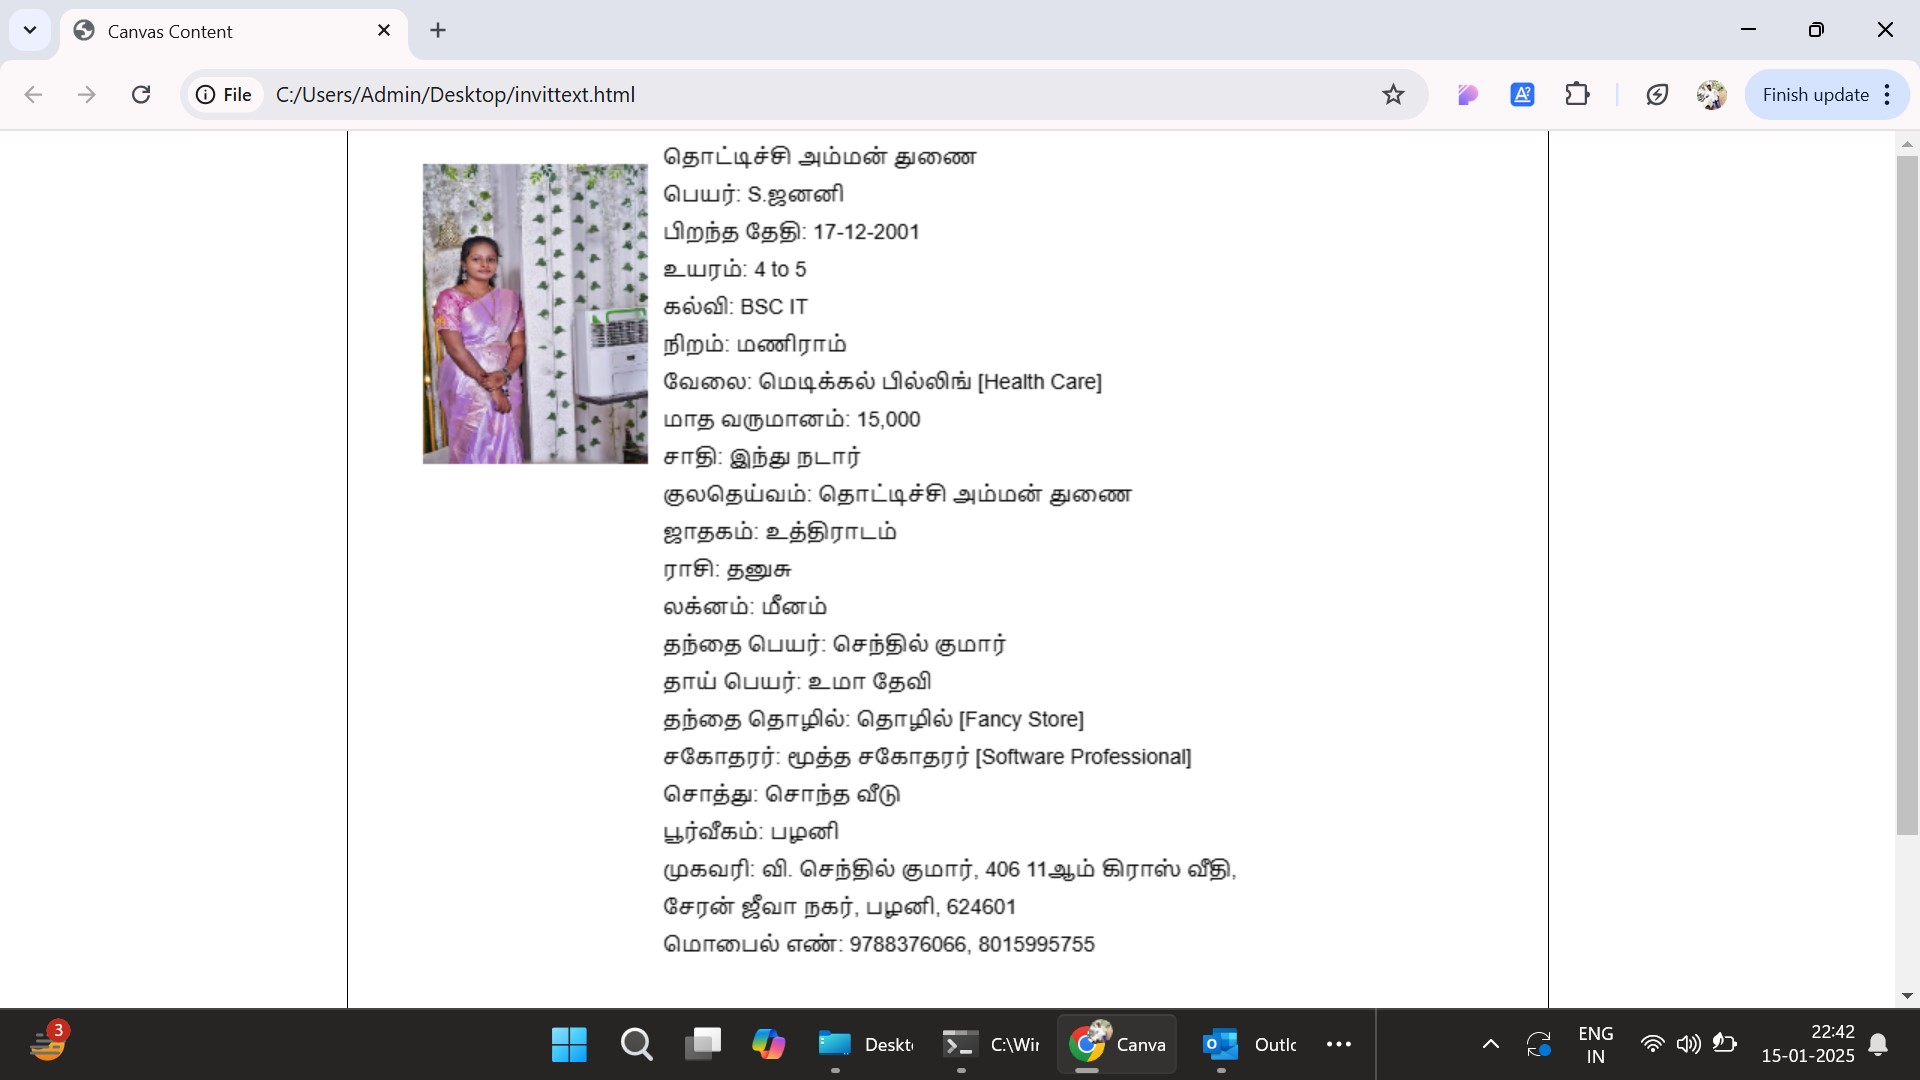 Canvas Content
File
C:/Users/Admin/Desktop/invittext.html
Finish update
தொட்டிச்சி அம்மன் துணை
பெயர்: S.ஜனனி
பிறந்த தேதி: 17-12-2001
உயரம்: 4 to 5
கல்வி: BSC IT
நிறம்: மணிராம்
வேலை: மெடிக்கல் பில்லிங் [Health Care]
மாத வருமானம்: 15,000
சாதி: இந்து நடார்
குலதெய்வம்: தொட்டிச்சி அம்மன் துணை
ஜாதகம்: உத்திராடம்
ராசி: தனுசு
லக்னம்: மீனம்
தந்தை பெயர்: செந்தில் குமார்
தாய் பெயர்: உமா தேவி
தந்தை தொழில்: தொழில் [Fancy Store]
சகோதரர்: மூத்த சகோதரர் [Software Professional]
சொத்து: சொந்த வீடு
பூர்வீகம்: பழனி
முகவரி: வி. செந்தில் குமார், 406 11ஆம் கிராஸ் வீதி,
சேரன் ஜீவா நகர், பழனி, 624601
மொபைல் எண்: 9788376066, 8015995755
3
Deskt
C:\Wir
Canva
Outlc
ENG
IN
22:42
15-01-2025